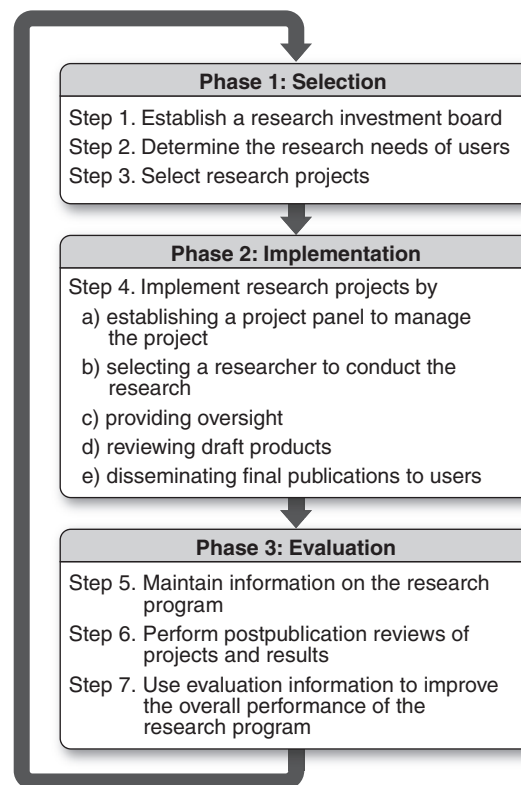 Phase 1: Selection
Step 1. Establish a research investment board
Step 2. Determine the research needs of users
Step 3. Select research projects
Phase 2: Implementation
Step 4. Implement research projects by
a) establishing a project panel to manage
the project
b) selecting a researcher to conduct the
research
c) providing oversight
d) reviewing draft products
e) disseminating final publications to users
Phase 3: Evaluation
Step 5. Maintain information on the research
program
Step 6. Perform postpublication reviews of
projects and results
Step 7. Use evaluation information to improve
the overall performance of the
research program